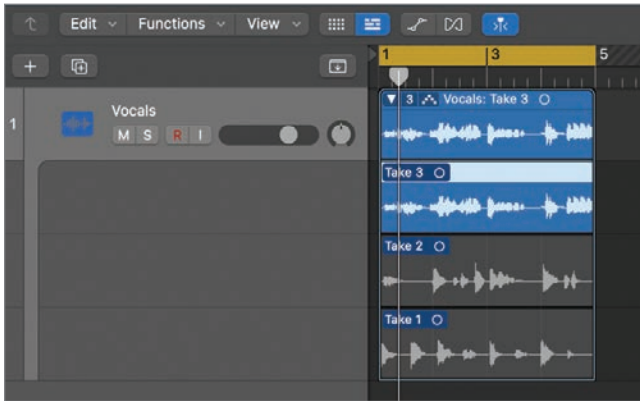 Edit Functions View
1 3 5
1
Vocals
M S R I
3 Vocals: Take 3
Take 3
Take 2
Take 1